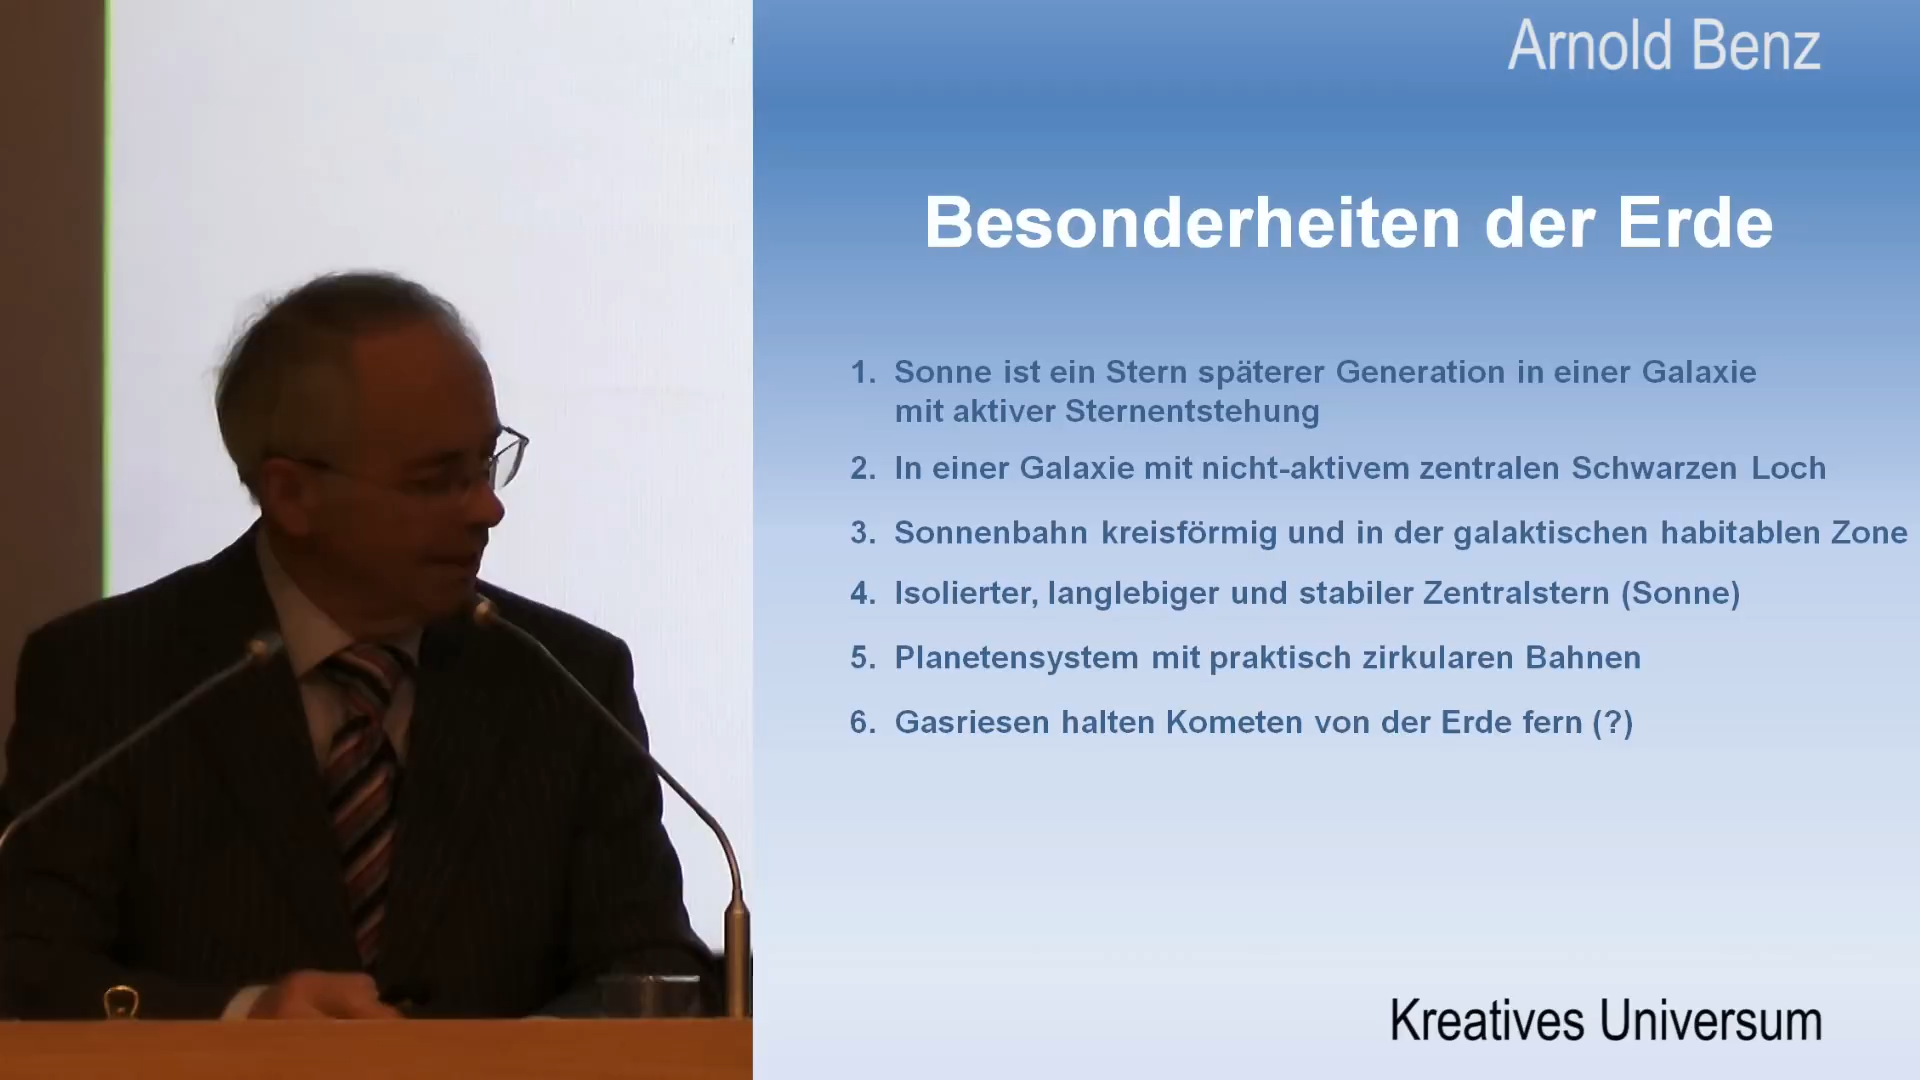 Arnold Benz
Besonderheiten der Erde
1. Sonne ist ein Stern späterer Generation in einer Galaxie
mit aktiver Sternentstehung
2. In einer Galaxie mit nicht-aktivem zentralen Schwarzen Loch
3. Sonnenbahn kreisförmig und in der galaktischen habitablen Zone
4. Isolierter, langlebiger und stabiler Zentralstern (Sonne)
5. Planetensystem mit praktisch zirkularen Bahnen
6. Gasriesen halten Kometen von der Erde fern (?)
Kreatives Universum